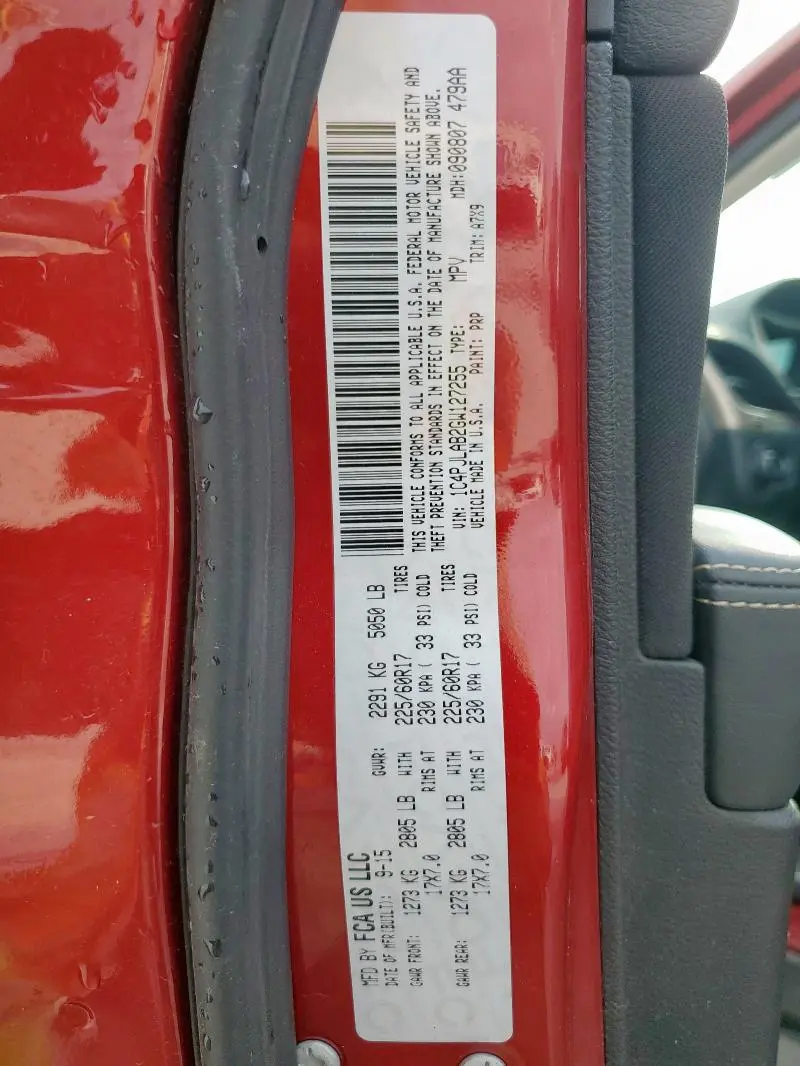 MFD BY FCA US LLC
DATE OF MFR(BUILT): 9-15 GVWR: 2291 KG 5050 LB
GAWR FRONT: 1273 KG 2805 LB WITH 225/60R17 TIRES
17X7.0 RIMS AT 230 KPA ( 33 PSI) COLD
GAWR REAR: 1273 KG 2805 LB WITH 225/60R17 TIRES
17X7.0 RIMS AT 230 KPA ( 33 PSI) COLD
THIS VEHICLE CONFORMS TO ALL APPLICABLE U.S.A. FEDERAL MOTOR VEHICLE SAFETY AND
THEFT PREVENTION STANDARDS IN EFFECT ON THE DATE OF MANUFACTURE SHOWN ABOVE.
VIN: 1C4PJLAB2GW127255 TYPE: MPV MDH:090807 479AA
VEHICLE MADE IN U.S.A. PAINT: PRP TRIM: A7X9